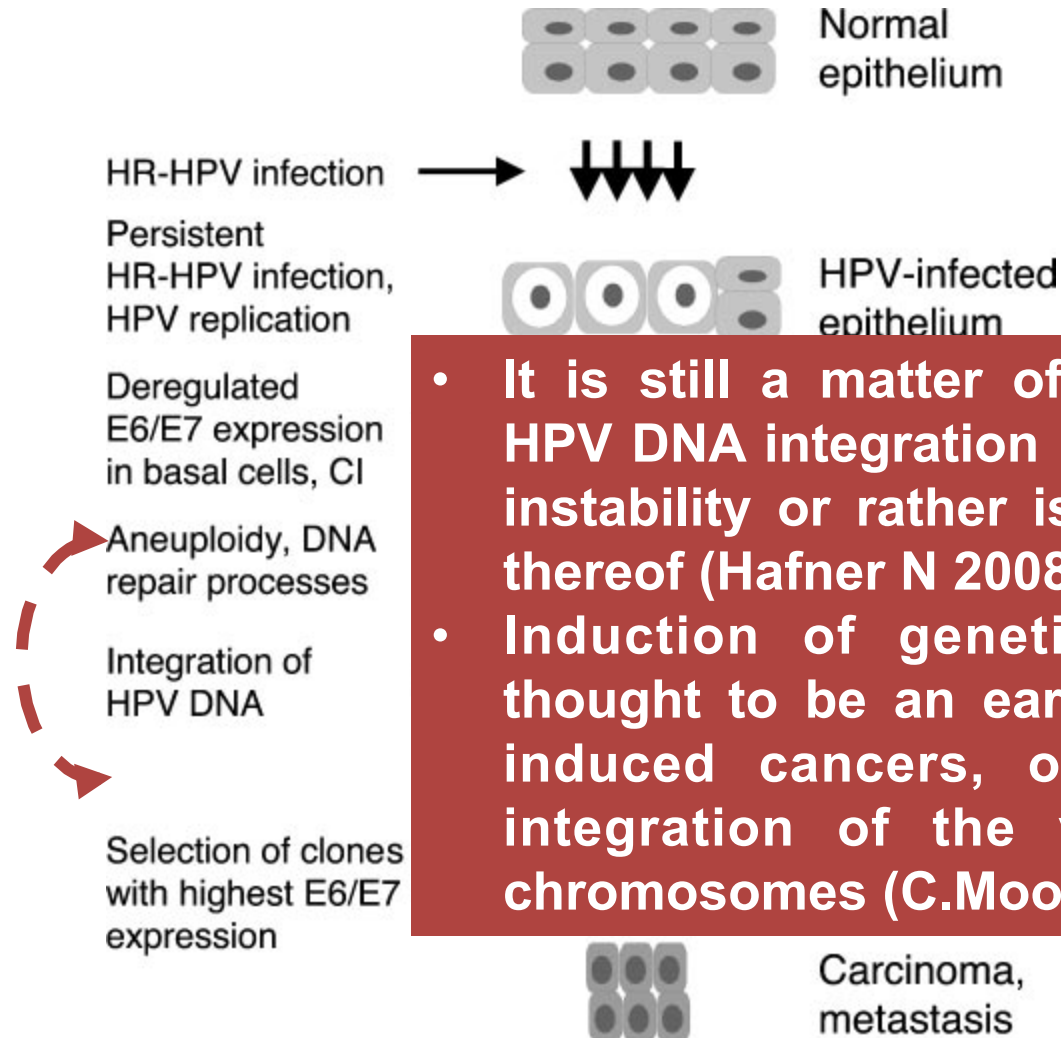 Normal
epithelium
HR-HPV infection
Persistent
HR-HPV infection,
HPV replication
HPV-infected
epithelium
Deregulated
E6/E7 expression
in basal cells, CI
Aneuploidy, DNA
repair processes
Integration of
HPV DNA
Selection of clones
with highest E6/E7
expression
• It is still a matter of
HPV DNA integration
instability or rather is
thereof (Hafner N 2008
• Induction of geneti
thought to be an ear
induced cancers, o
integration of the
chromosomes (C.Moo
Carcinoma,
metastasis